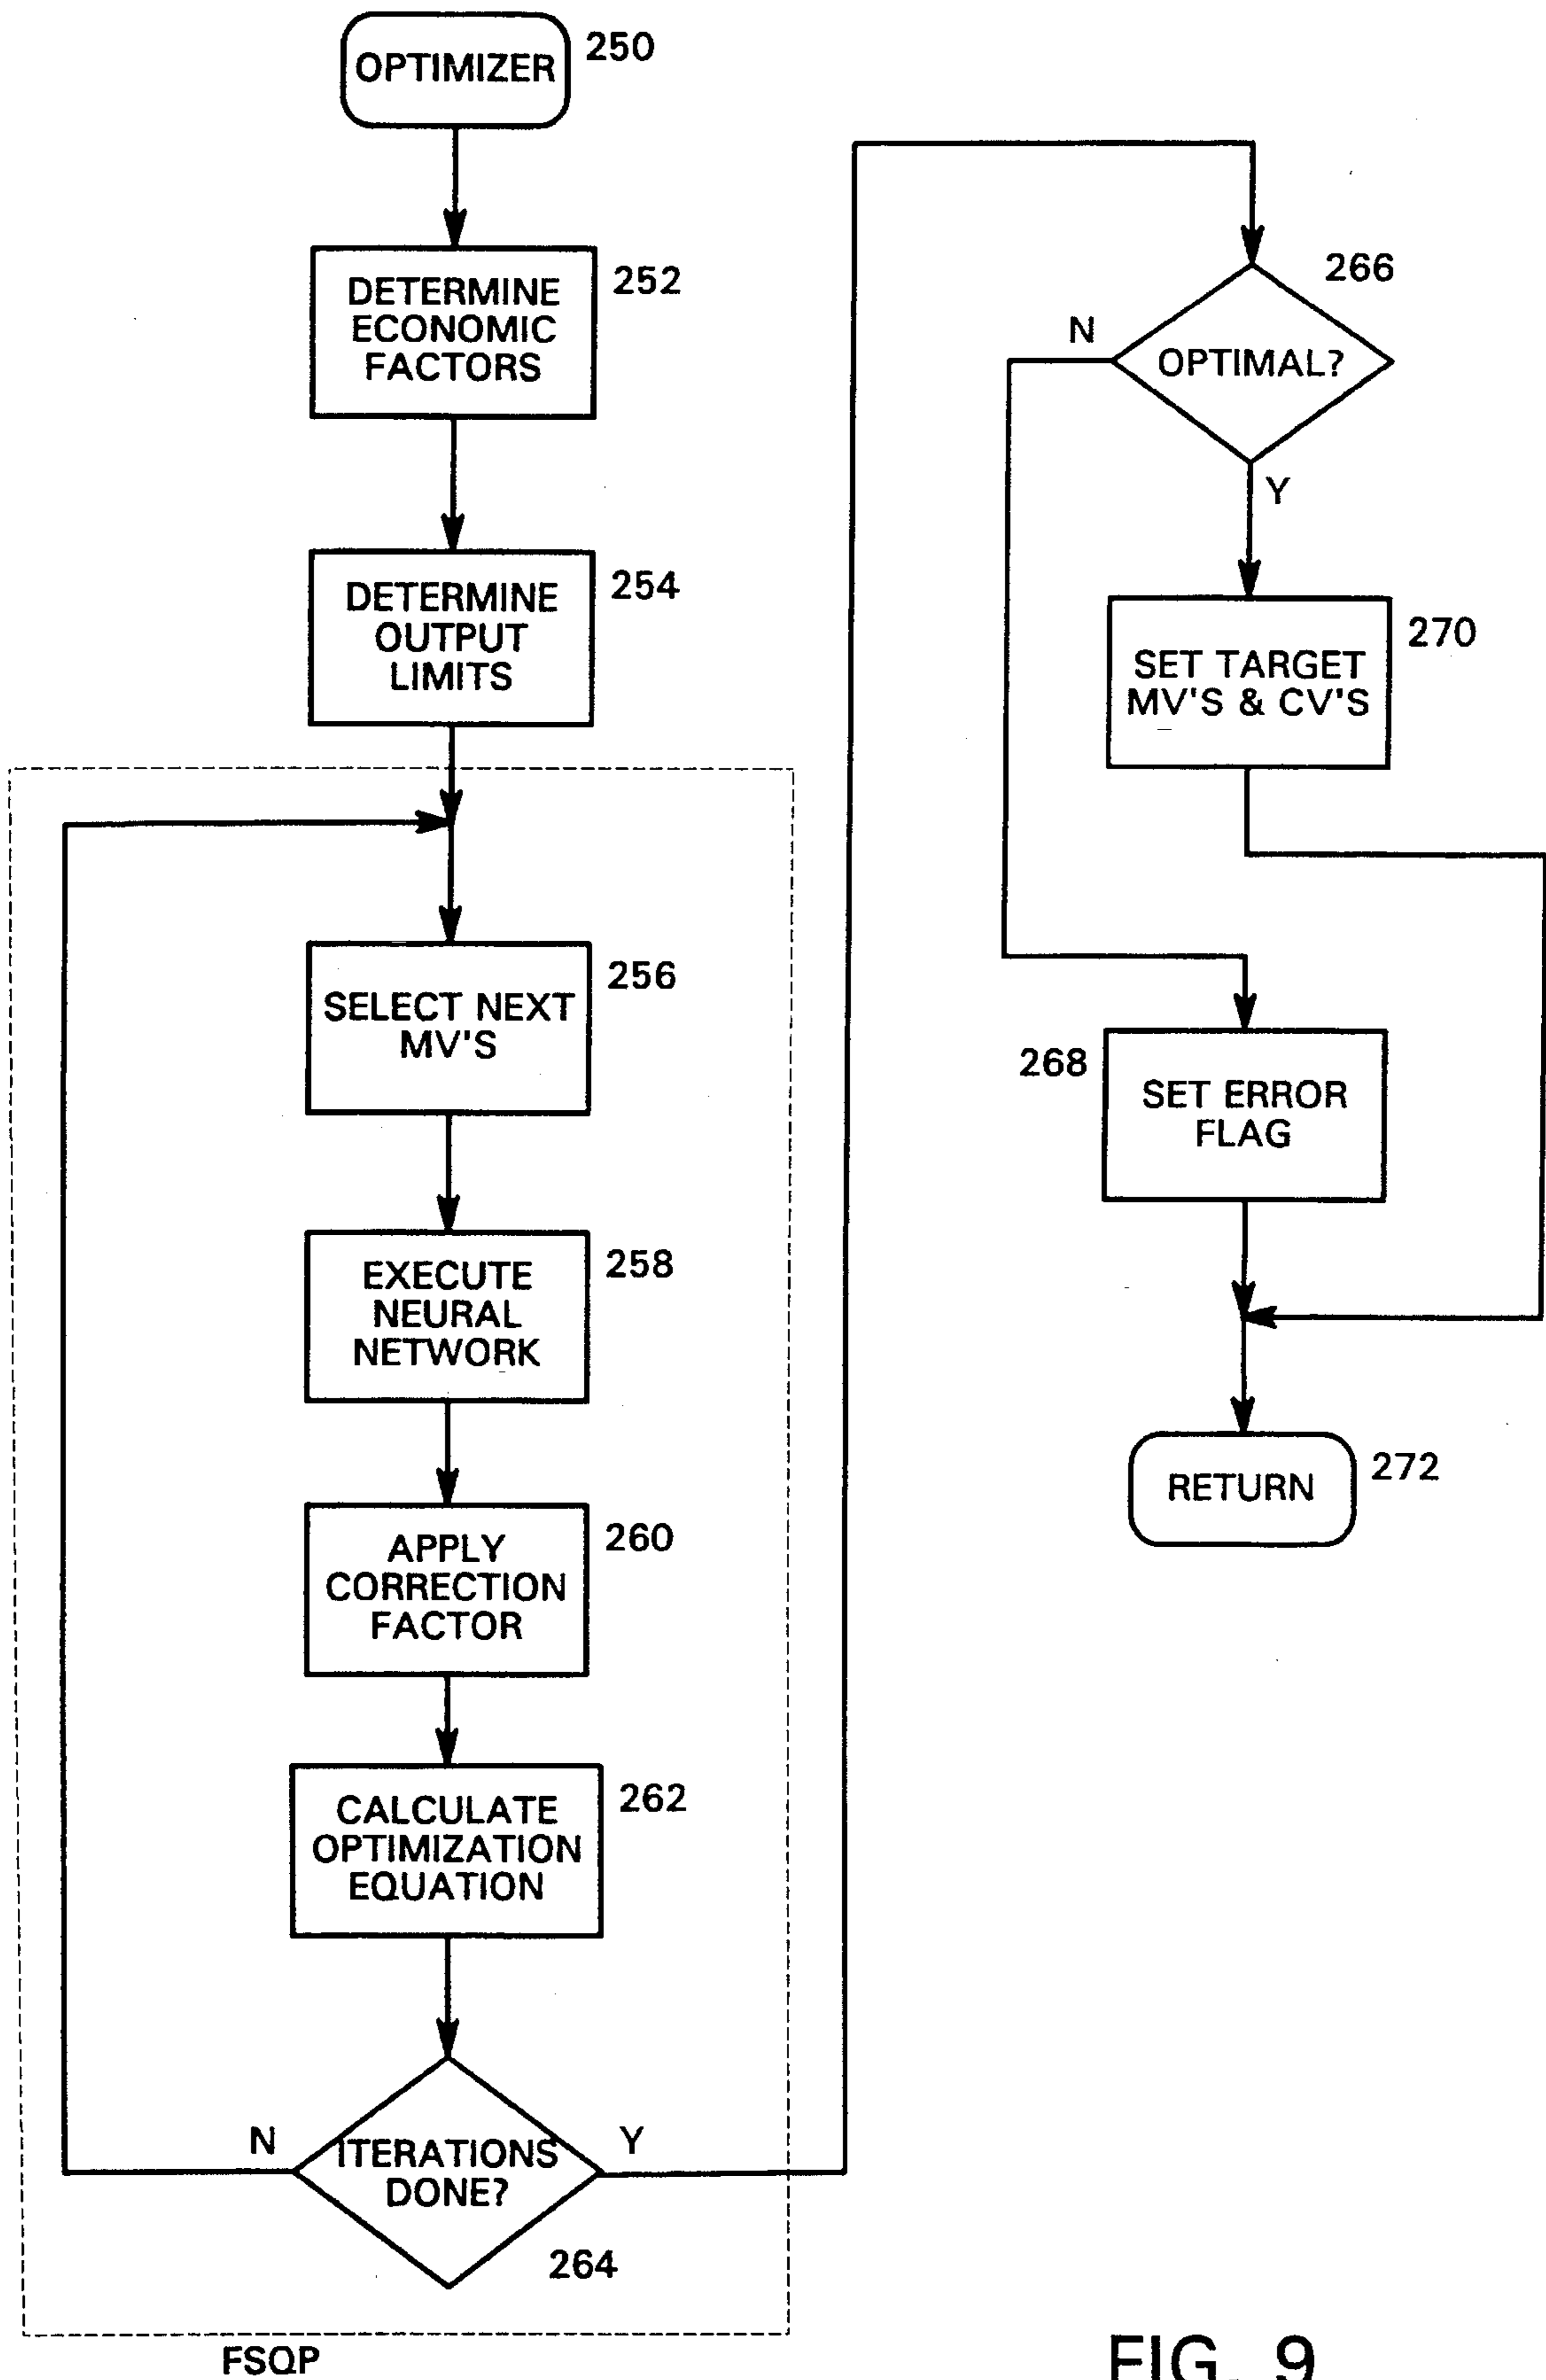 OPTIMIZER
250
DETERMINE
ECONOMIC
FACTORS
252
DETERMINE
OUTPUT
LIMITS
254
SELECT NEXT
MV'S
256
EXECUTE
NEURAL
NETWORK
258
APPLY
CORRECTION
FACTOR
260
CALCULATE
OPTIMIZATION
EQUATION
262
N
ITERATIONS
DONE?
Y
264
FSQP
266
N
OPTIMAL?
Y
270
SET TARGET
MV'S & CV'S
268
SET ERROR
FLAG
RETURN
272
FIG. 9